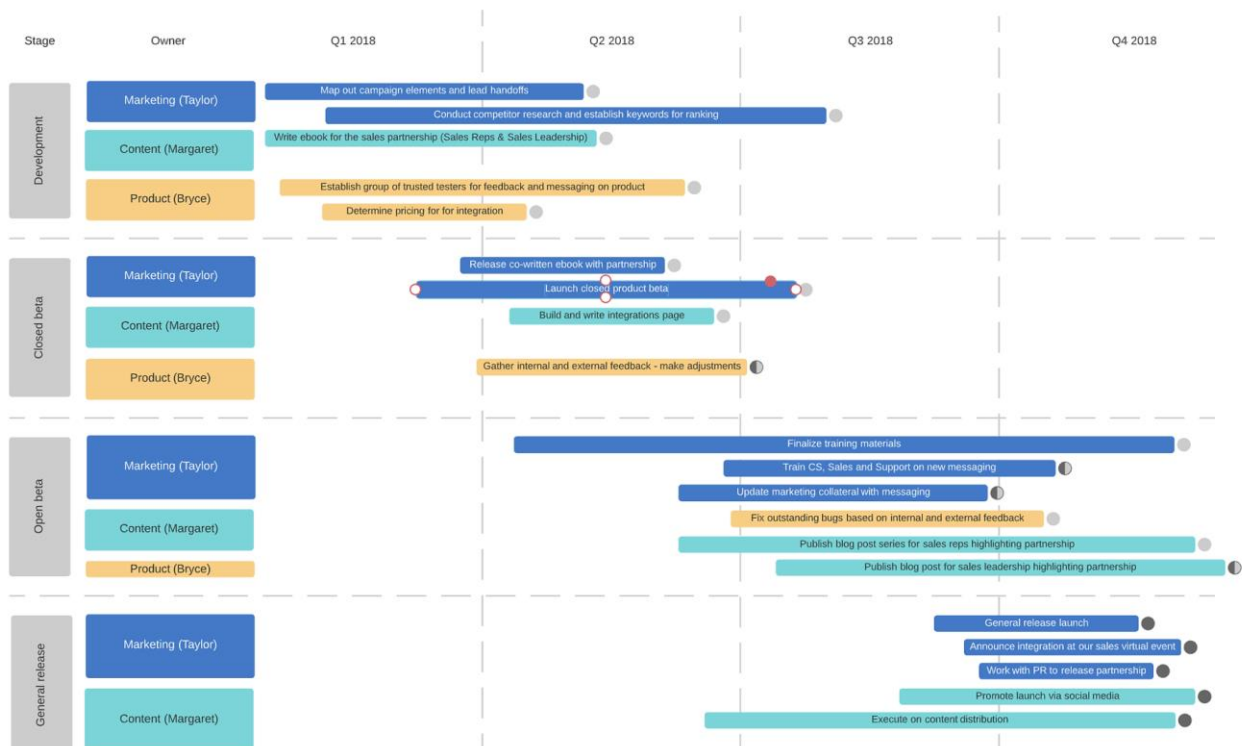 Stage Owner Q1 2018 Q2 2018 Q3 2018 Q4 2018
Development
Marketing (Taylor)
Map out campaign elements and lead handoffs
Conduct competitor research and establish keywords for ranking
Content (Margaret)
Write ebook for the sales partnership (Sales Reps & Sales Leadership)
Product (Bryce)
Establish group of trusted testers for feedback and messaging on product
Determine pricing for for integration
Closed beta
Marketing (Taylor)
Release co-written ebook with partnership
Launch closed product beta
Content (Margaret)
Build and write integrations page
Product (Bryce)
Gather internal and external feedback - make adjustments
Open beta
Marketing (Taylor)
Finalize training materials
Train CS, Sales and Support on new messaging
Update marketing collateral with messaging
Content (Margaret)
Fix outstanding bugs based on internal and external feedback
Publish blog post series for sales reps highlighting partnership
Product (Bryce)
Publish blog post for sales leadership highlighting partnership
General release
Marketing (Taylor)
General release launch
Announce integration at our sales virtual event
Work with PR to release partnership
Content (Margaret)
Promote launch via social media
Execute on content distribution